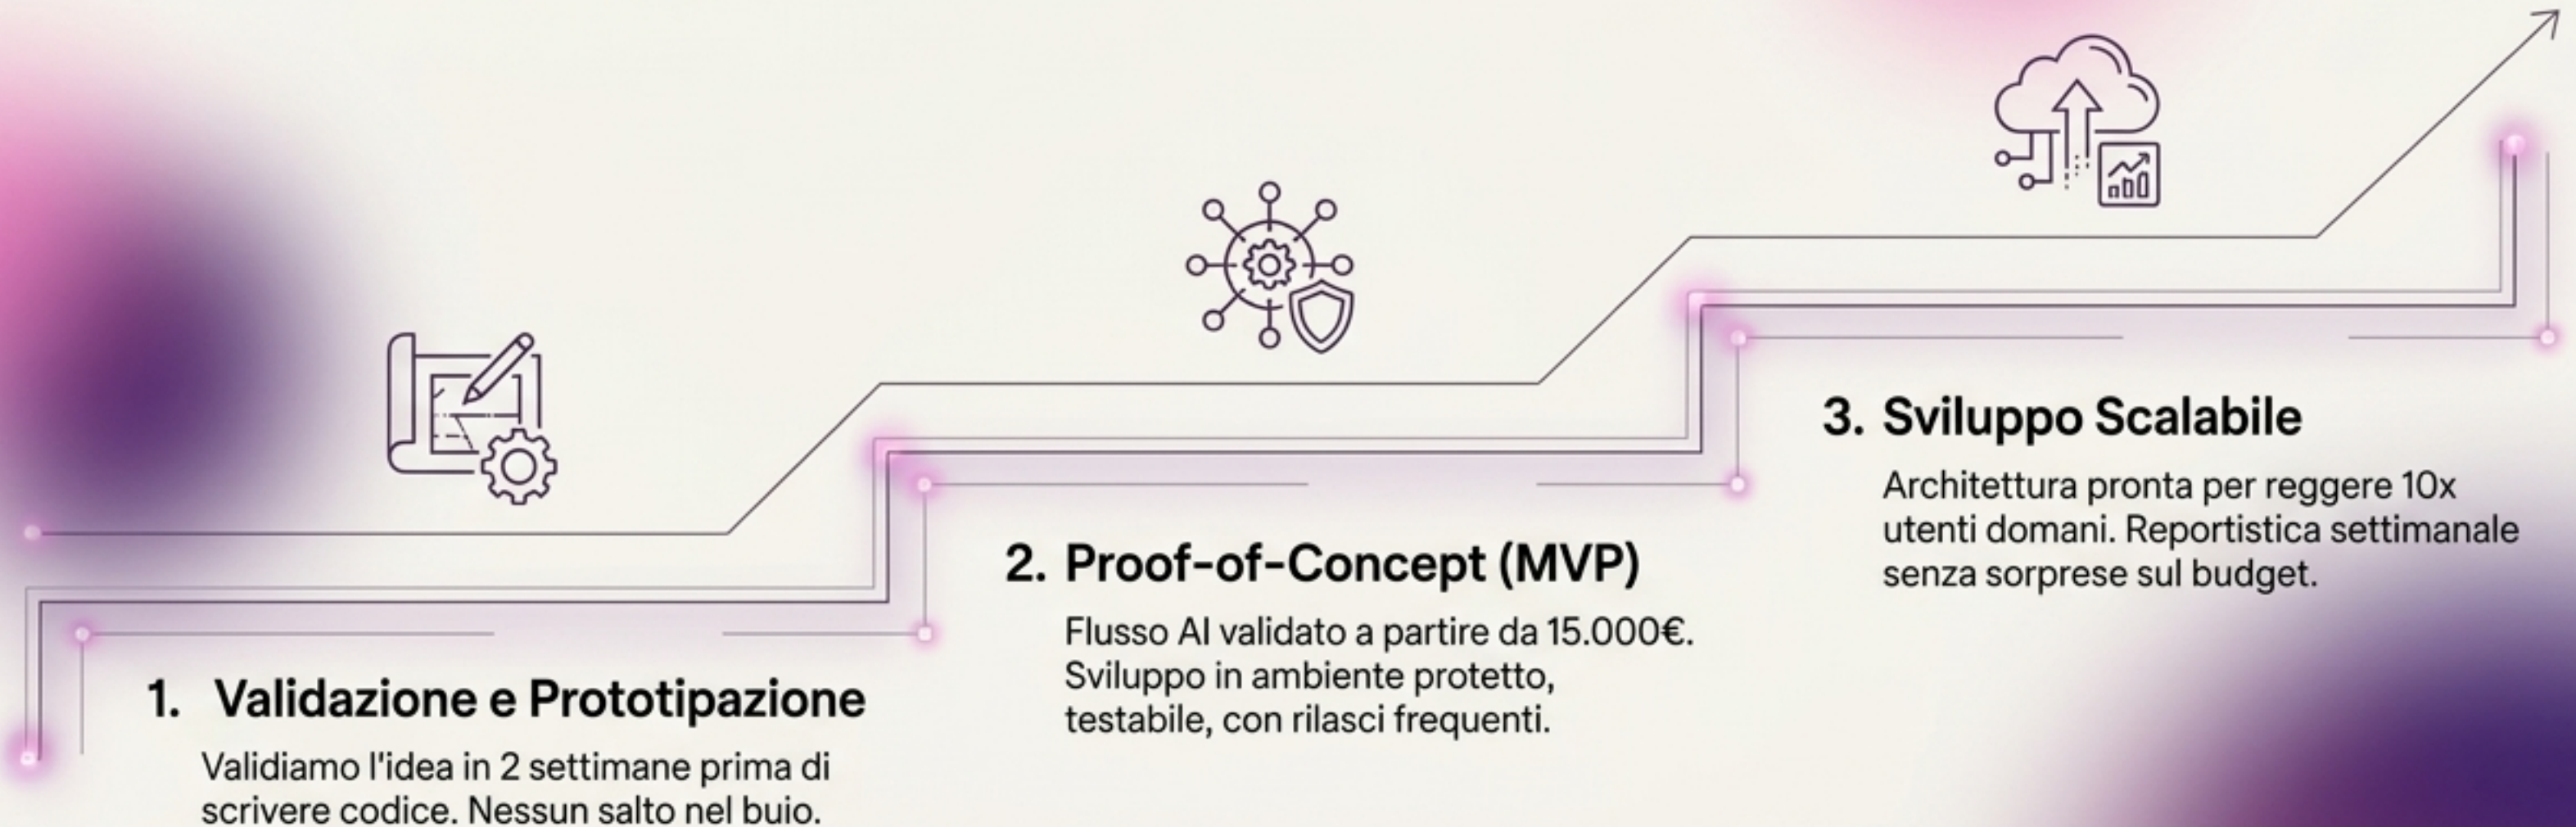 1. Validazione e Prototipazione
Validiamo l'idea in 2 settimane prima di
scrivere codice. Nessun salto nel buio.
2. Proof-of-Concept (MVP)
Flusso AI validato a partire da 15.000€.
Sviluppo in ambiente protetto,
testabile, con rilasci frequenti.
3. Sviluppo Scalabile
Architettura pronta per reggere 10x
utenti domani. Reportistica settimanale
senza sorprese sul budget.